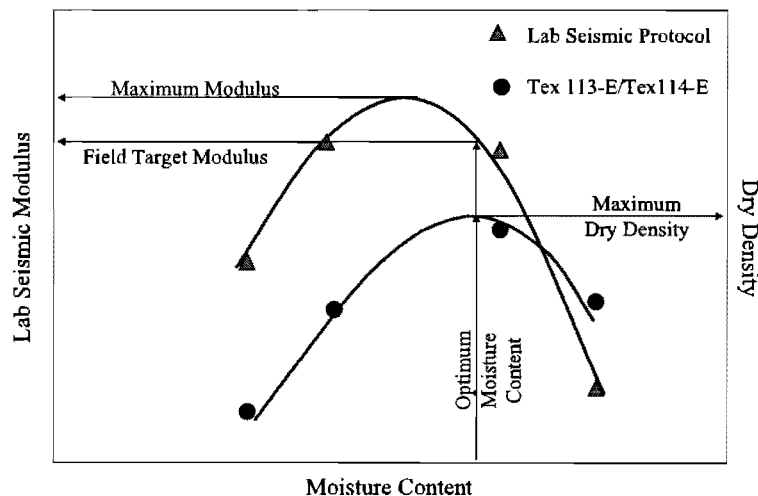 Lab Seismic Protocol
Tex 113-E/Tex114-E
Maximum Modulus
Field Target Modulus
Maximum
Dry Density
Optimum
Moisture
Content
Lab Seismic Modulus
Dry Density
Moisture Content